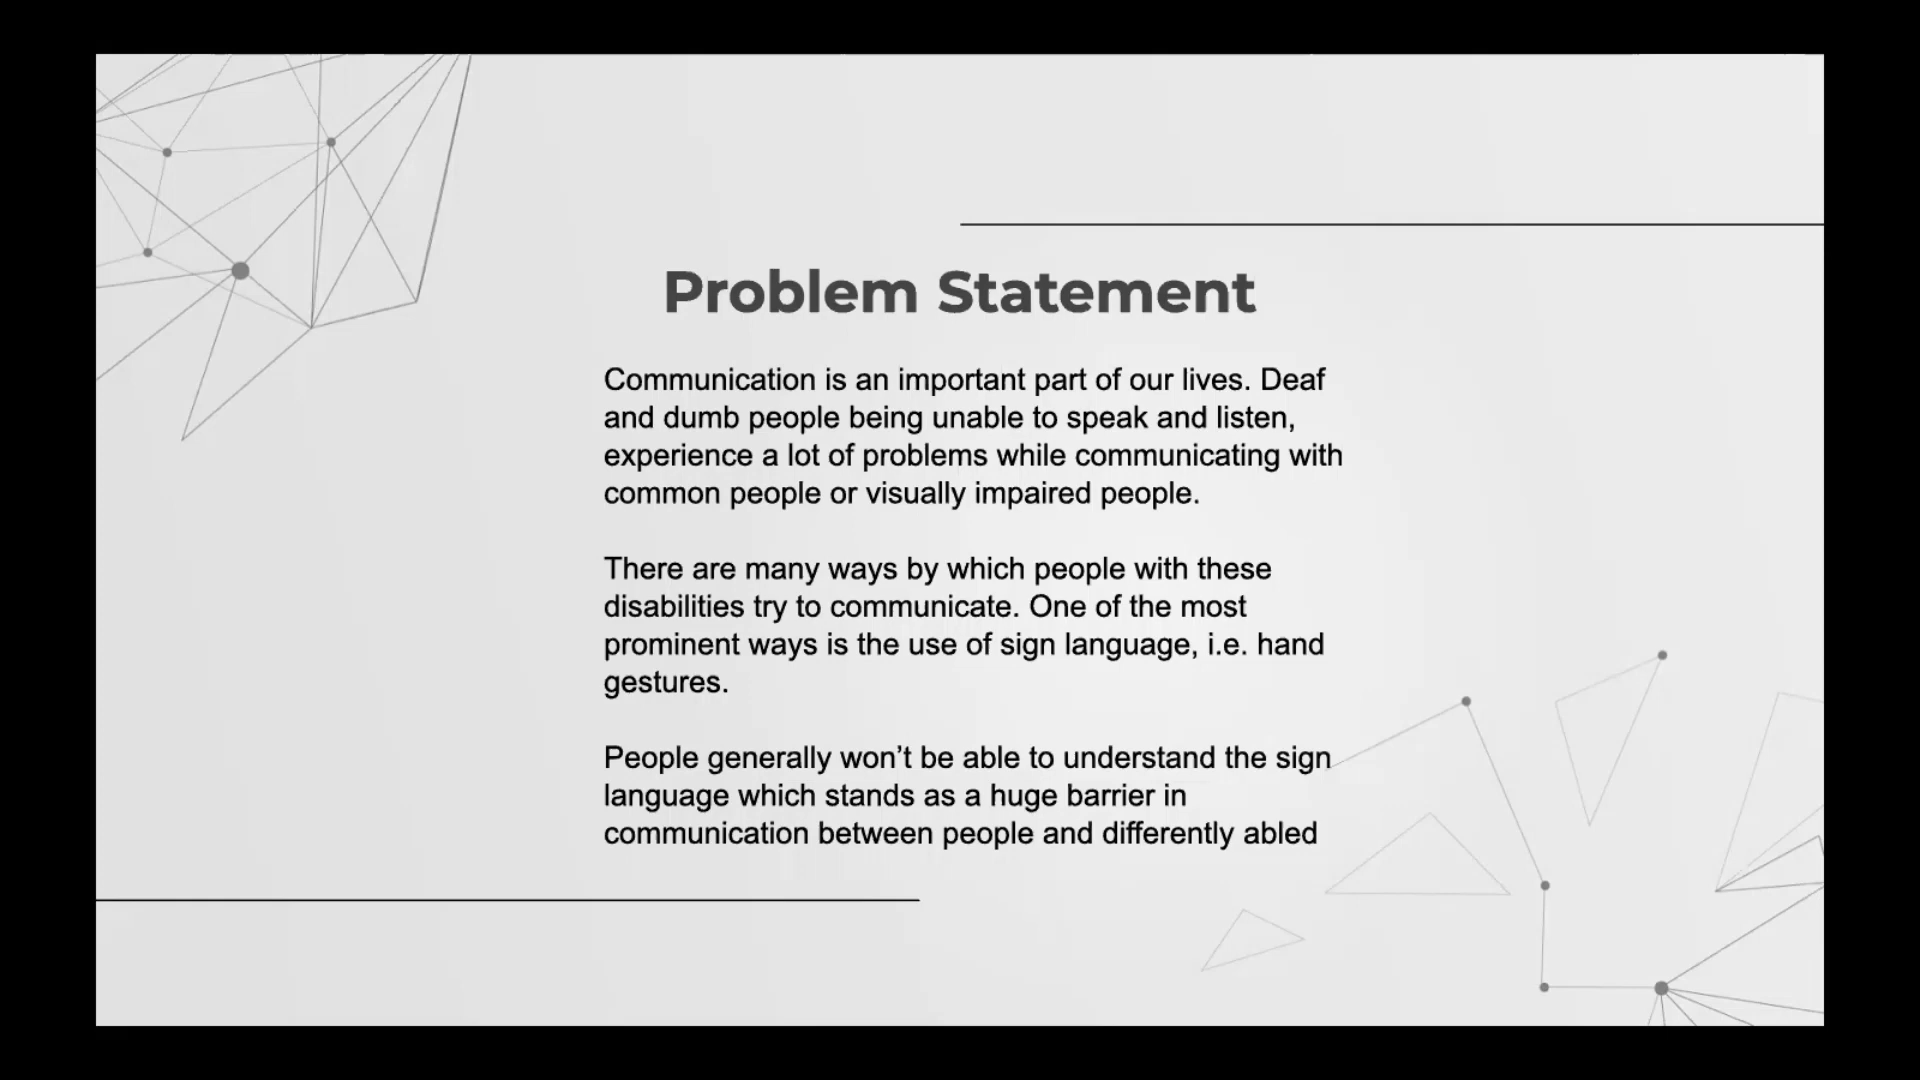 Problem Statement
Communication is an important part of our lives. Deaf
and dumb people being unable to speak and listen,
experience a lot of problems while communicating with
common people or visually impaired people.
There are many ways by which people with these
disabilities try to communicate. One of the most
prominent ways is the use of sign language, i.e. hand
gestures.
People generally won’t be able to understand the sign
language which stands as a huge barrier in
communication between people and differently abled